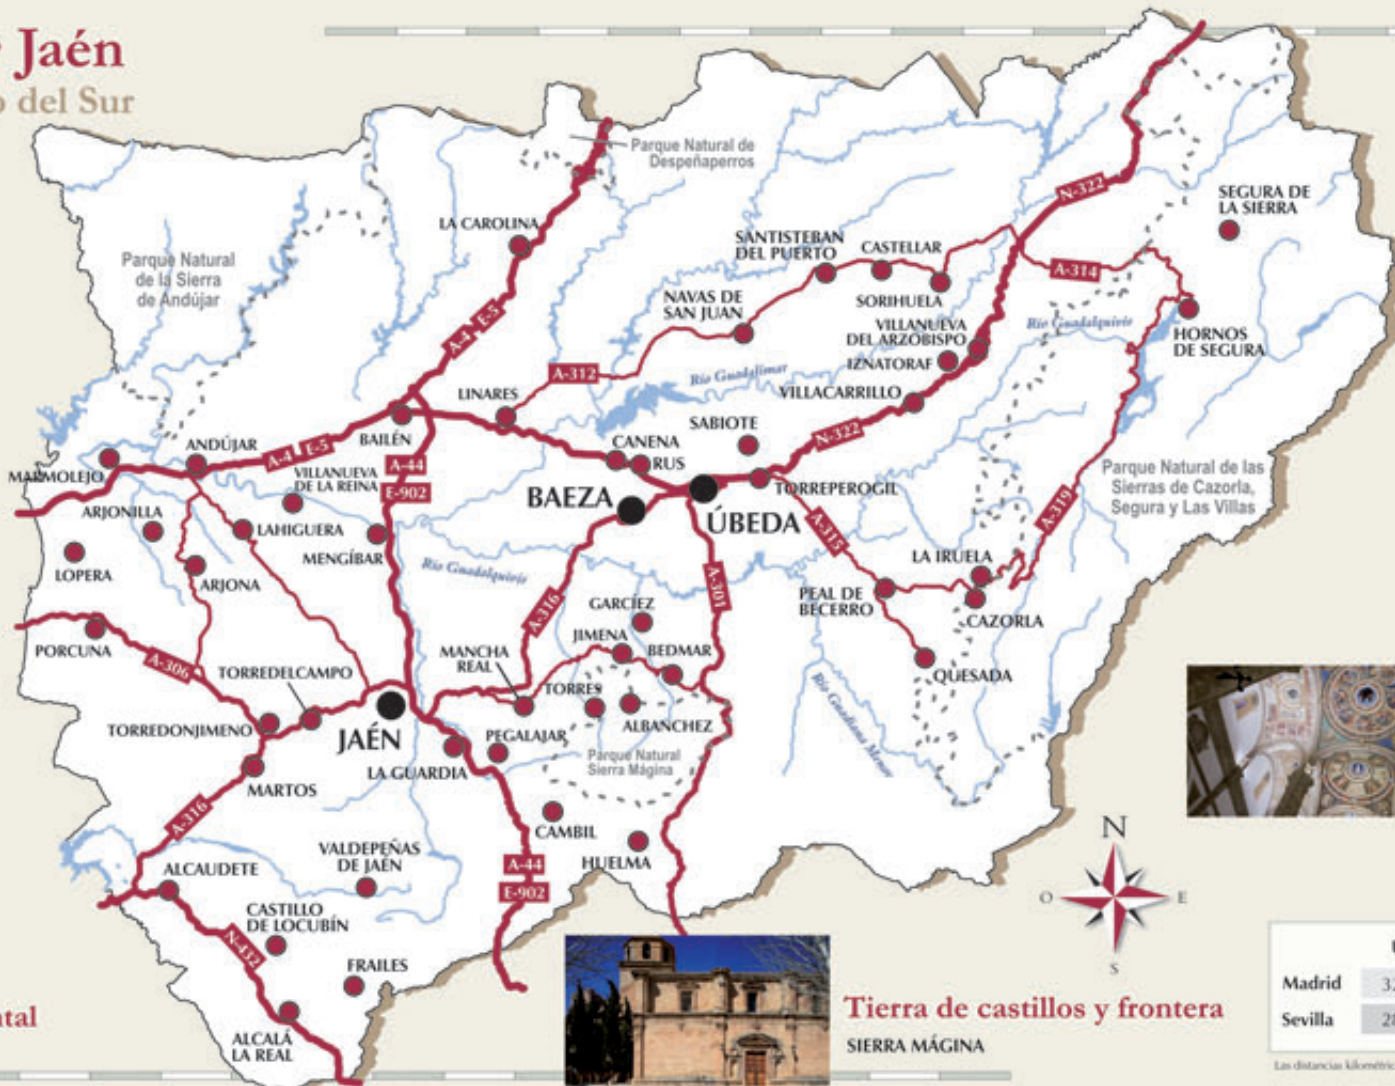 Jaén
del Sur
Parque Natural de
Despeñaperros
SEGURA DE
LA SIERRA
LA CAROLINA
N-322
SANTISTEBAN
DEL PUERTO
CASTELLAR
Parque Natural
de la Sierra
de Andújar
A-314
NAVAS DE
SAN JUAN
SORIHUELA
A-4 E-5
VILLANUEVA
DEL ARZOBISPO
Río Guadalquivir
HORNOS
DE SEGURA
IZNATORAF
A-312
Río Guadalimar
LINARES
VILLACARRILLO
SABIOTE
N-322
ANDÚJAR
BAILÉN
CANENA
RUS
A-4 E-5
A-44
E-902
MARMOLEJO
VILLANUEVA
DE LA REINA
TORREPEROGIL
Parque Natural de las
Sierras de Cazorla,
Segura y Las Villas
BAEZA
ÚBEDA
ARJONILLA
LAHIGUERA
A-319
A-315
MENGÍBAR
LA IRUELA
LOPERA
ARJONA
Río Guadalquivir
A-301
PEAL DE
BECERRO
GARCÍEZ
A-316
CAZORLA
PORCUNA
JIMENA
BEDMAR
MANCHA
REAL
A-306
TORREDELCAMPO
QUESADA
TORRES
ALBANCHEZ
Río Guadiana Menor
TORREDONJIMENO
JAÉN
PEGALAJAR
LA GUARDIA
Parque Natural
Sierra Mágina
MARTOS
A-316
CAMBIL
N
HUELMA
VALDEPEÑAS
DE JAÉN
A-44
E-902
ALCAUDETE
O
E
S
CASTILLO
DE LOCUBÍN
N-432
FRAILES
ALCALÁ
LA REAL
Tierra de castillos y frontera
SIERRA MÁGINA
Madrid
Sevilla